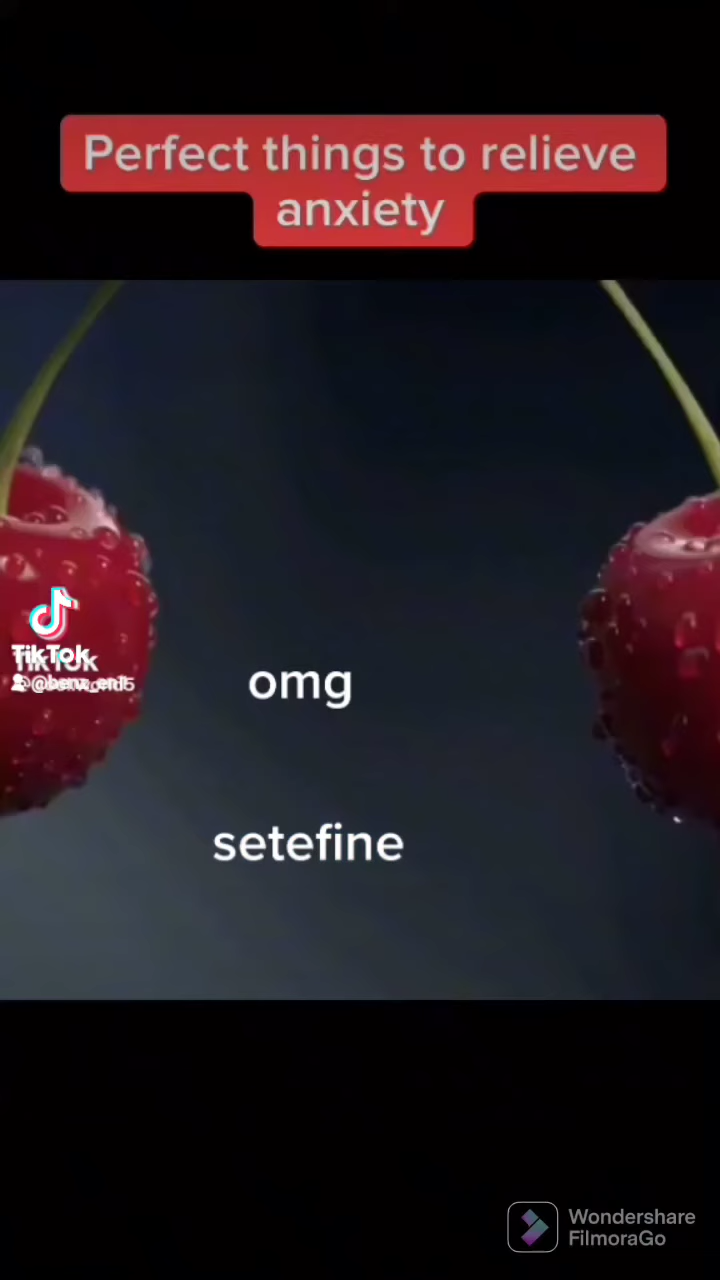 Perfect things to relieve
anxiety
TikTok
omg
setefine
Wondershare
FilmoraGo